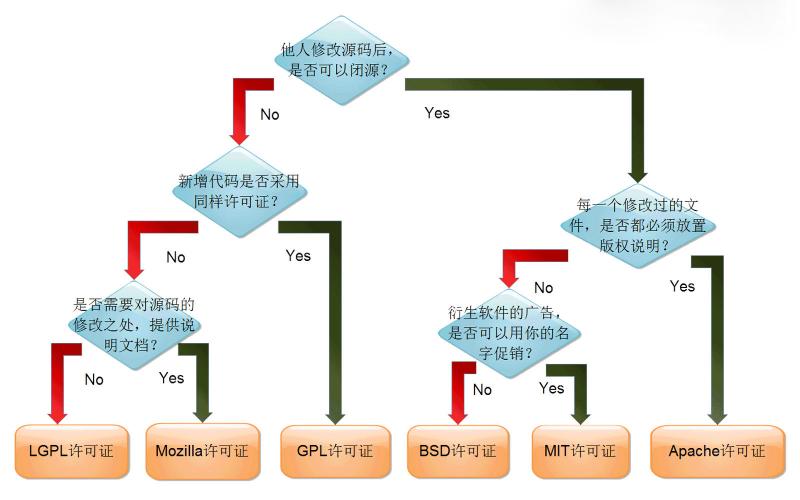 他人修改源码后，
是否可以闭源？
No
Yes
新增代码是否采用
同样许可证？
每一个修改过的文
件，是否都必须放置
版权说明？
No
Yes
No
Yes
是否需要对源码的
修改之处，提供说
明文档？
衍生软件的广告，
是否可以用你的名
字促销？
No
Yes
No
Yes
LGPL许可证
Mozilla许可证
GPL许可证
BSD许可证
MIT许可证
Apache许可证